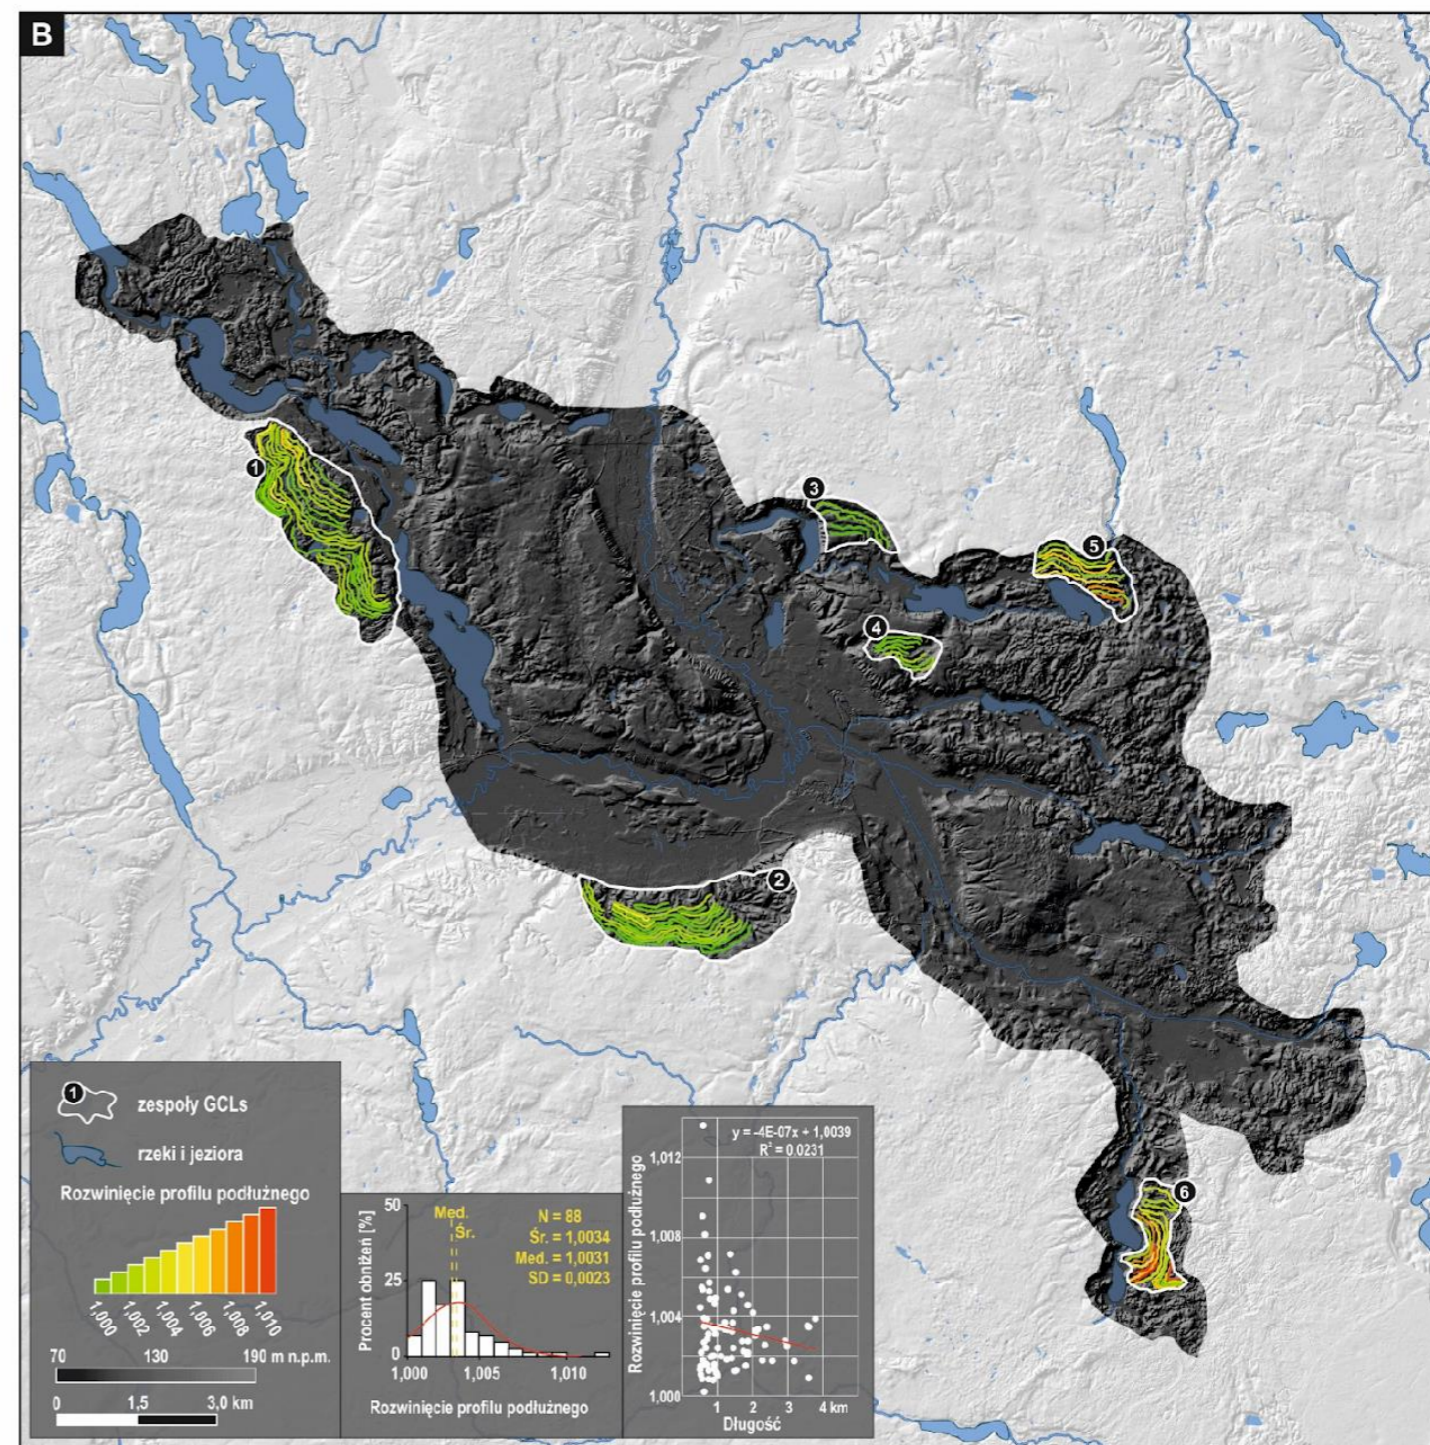 B
1
2
3
4
5
6
1
zespoły GCLs
rzeki i jeziora
Rozwinięcie profilu podłużnego
1,000 1,002 1,004 1,006 1,008 1,010
70 130 190 m n.p.m.
0 1,5 3,0 km
Procent obniżeń [%]
50
25
0
Med.
Śr.
N = 88
Śr. = 1,0034
Med. = 1,0031
SD = 0,0023
1,000 1,005 1,010
Rozwinięcie profilu podłużnego
Rozwinięcie profilu podłużnego
y = -4E-07x + 1,0039
R² = 0,0231
1,012
1,008
1,004
1,000
1 2 3 4 km
Długość